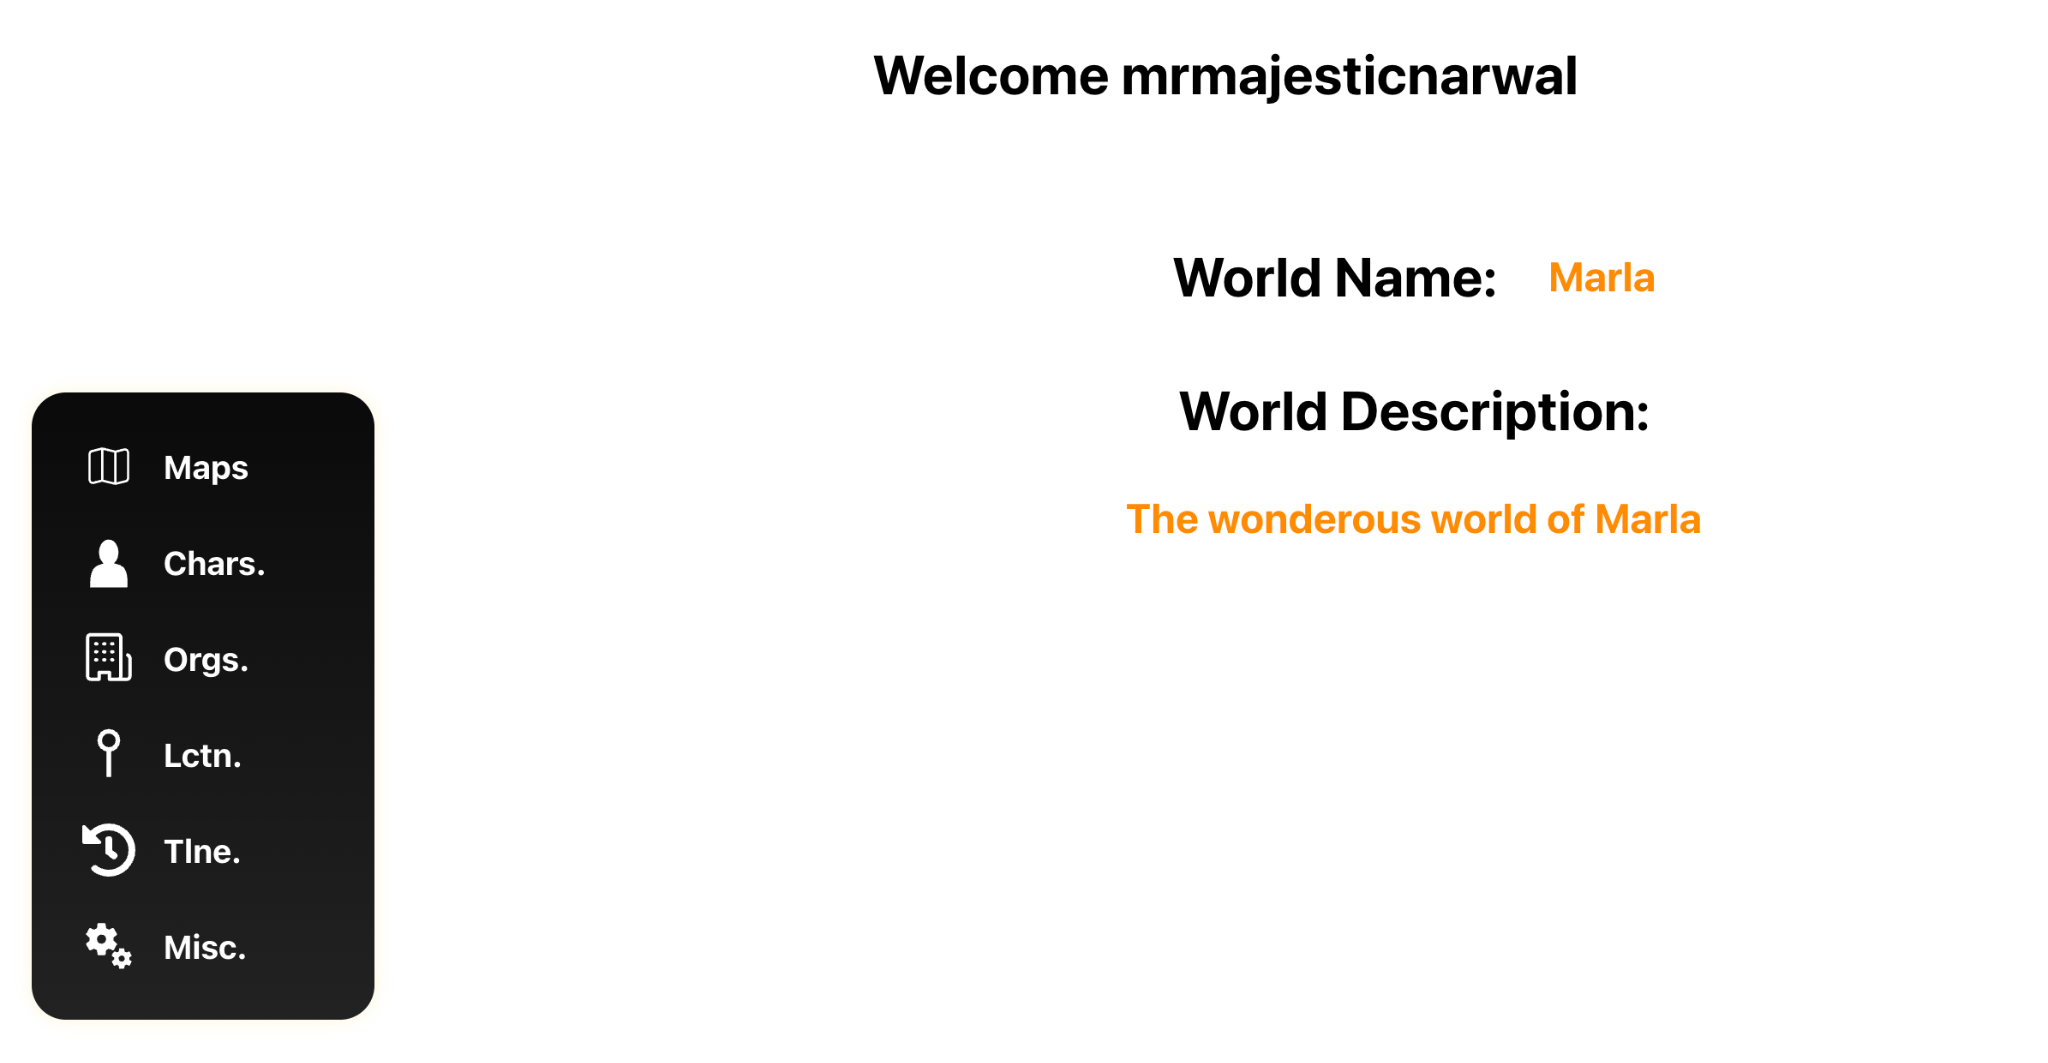 Welcome mrmajesticnarwal
World Name: Marla
World Description:
The wonderous world of Marla
Maps
Chars.
Orgs.
Lctn.
Tlne.
Misc.